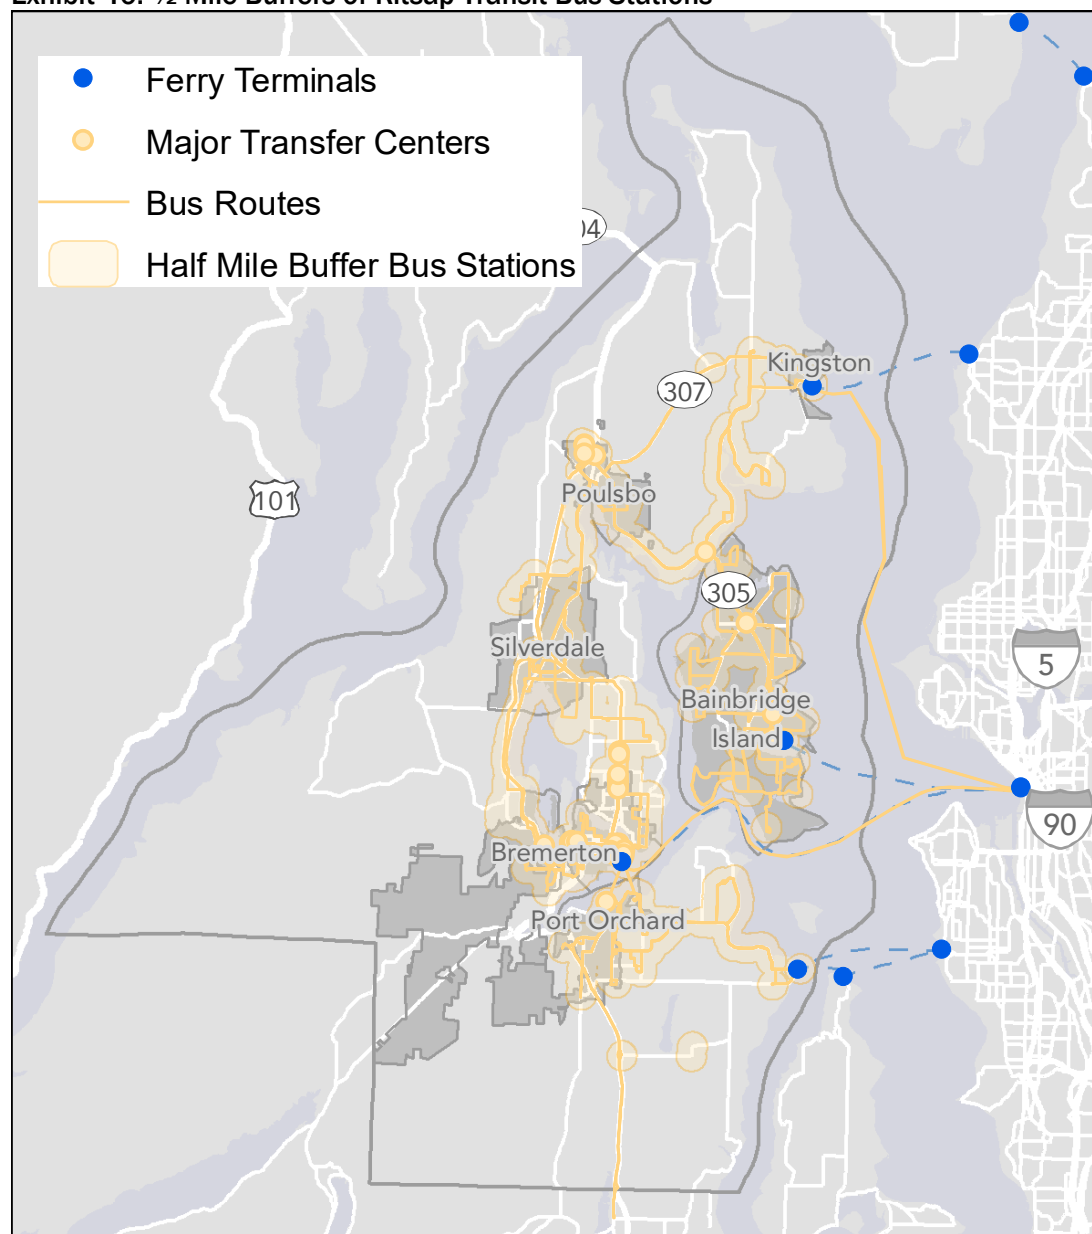 Ferry Terminals
Major Transfer Centers
Bus Routes
Half Mile Buffer Bus Stations
Kingston
307
101
Poulsbo
305
Silverdale
5
Bainbridge
Island
90
Bremerton
Port Orchard